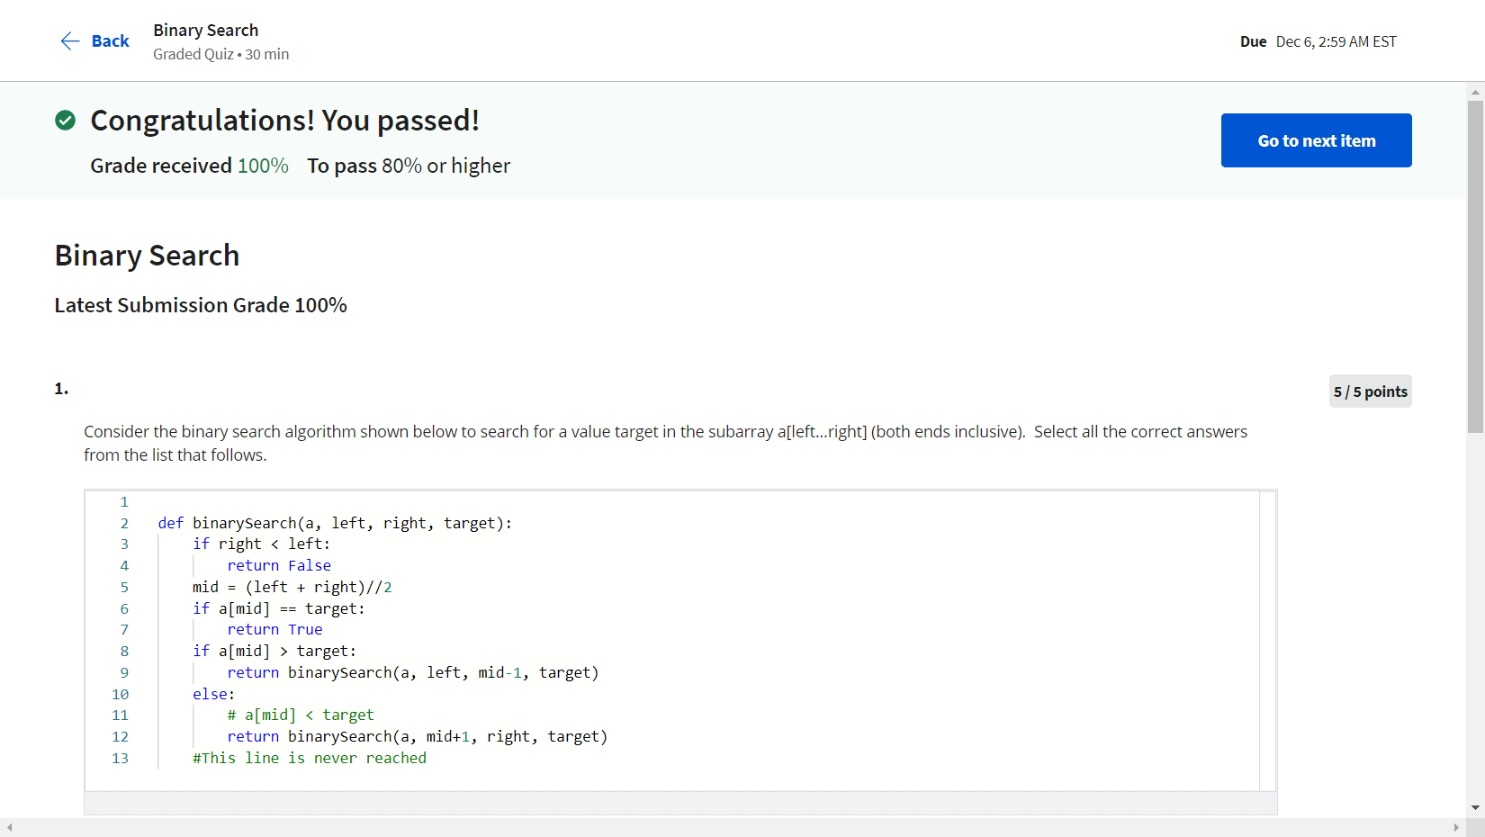 Back
Binary Search
Graded Quiz • 30 min
Due Dec 6, 2:59 AM EST
Congratulations! You passed!
Grade received 100% To pass 80% or higher
Go to next item
Binary Search
Latest Submission Grade 100%
1.
5 / 5 points
Consider the binary search algorithm shown below to search for a value target in the subarray a[left...right] (both ends inclusive). Select all the correct answers
from the list that follows.
1
2 def binarySearch(a, left, right, target):
3 if right < left:
4 return False
5 mid = (left + right)//2
6 if a[mid] == target:
7 return True
8 if a[mid] > target:
9 return binarySearch(a, left, mid-1, target)
10 else:
11 # a[mid] < target
12 return binarySearch(a, mid+1, right, target)
13 #This line is never reached